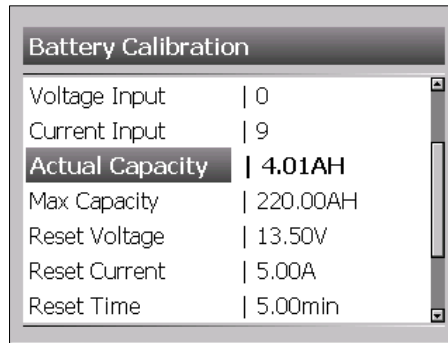 Battery Calibration
Voltage Input | 0
Current Input | 9
Actual Capacity | 4.01AH
Max Capacity | 220.00AH
Reset Voltage | 13.50V
Reset Current | 5.00A
Reset Time | 5.00min